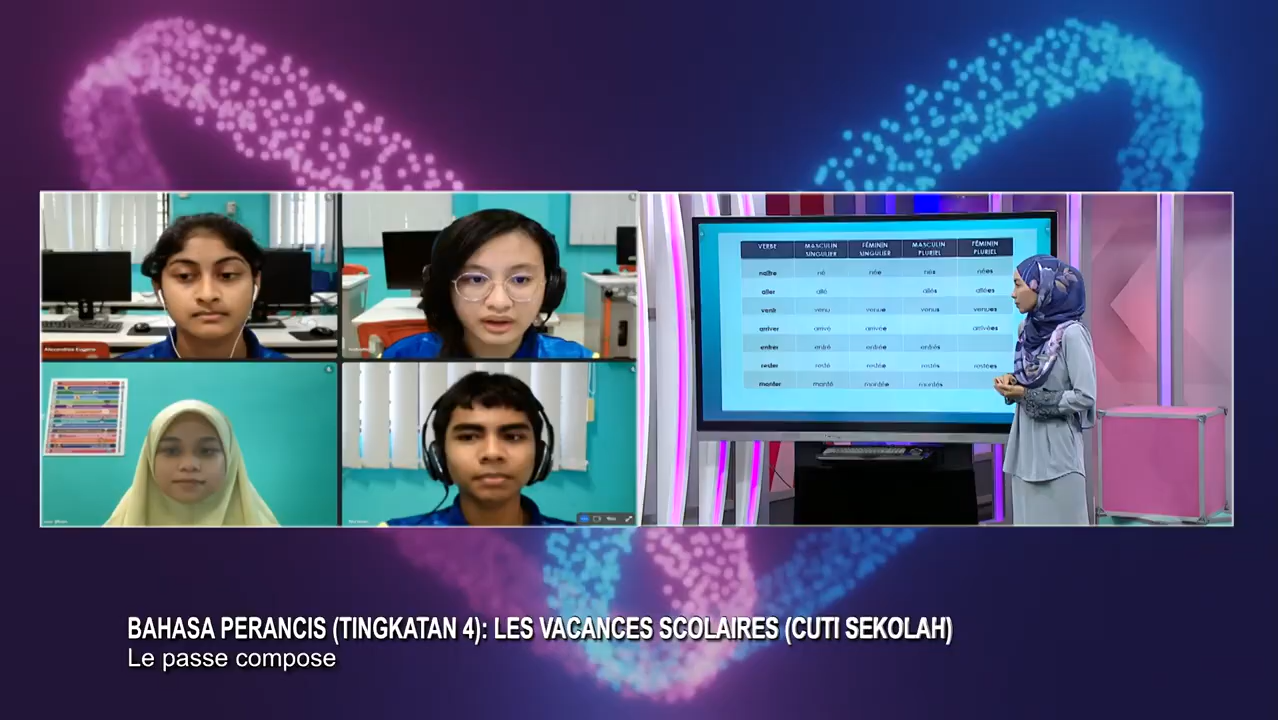 VERBE MASCULIN SINGULIER FÉMININ SINGULIER MASCULIN PLURIEL FÉMININ PLURIEL
naître né née nés nées
aller allé allés allées
venir venu venue venus venues
arriver arrivé arrivée arrivées
entrer entré entrée entrés
rester resté restée restés restées
monter monté montée montés
BAHASA PERANCIS (TINGKATAN 4): LES VACANCES SCOLAIRES (CUTI SEKOLAH)
Le passe compose